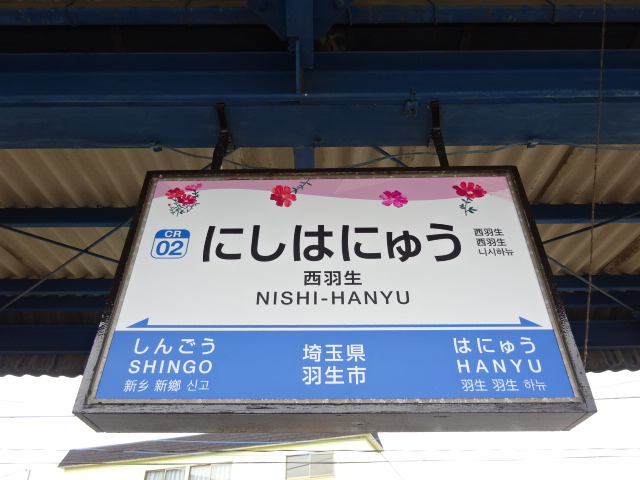 CR
02
にしはにゅう
西羽生
西羽生
니시하뉴
西羽生
NISHI-HANYU
しんごう
SHINGO
新乡 新鄉 신고
埼玉県
羽生市
はにゅう
HANYU
羽生 羽生 하뉴